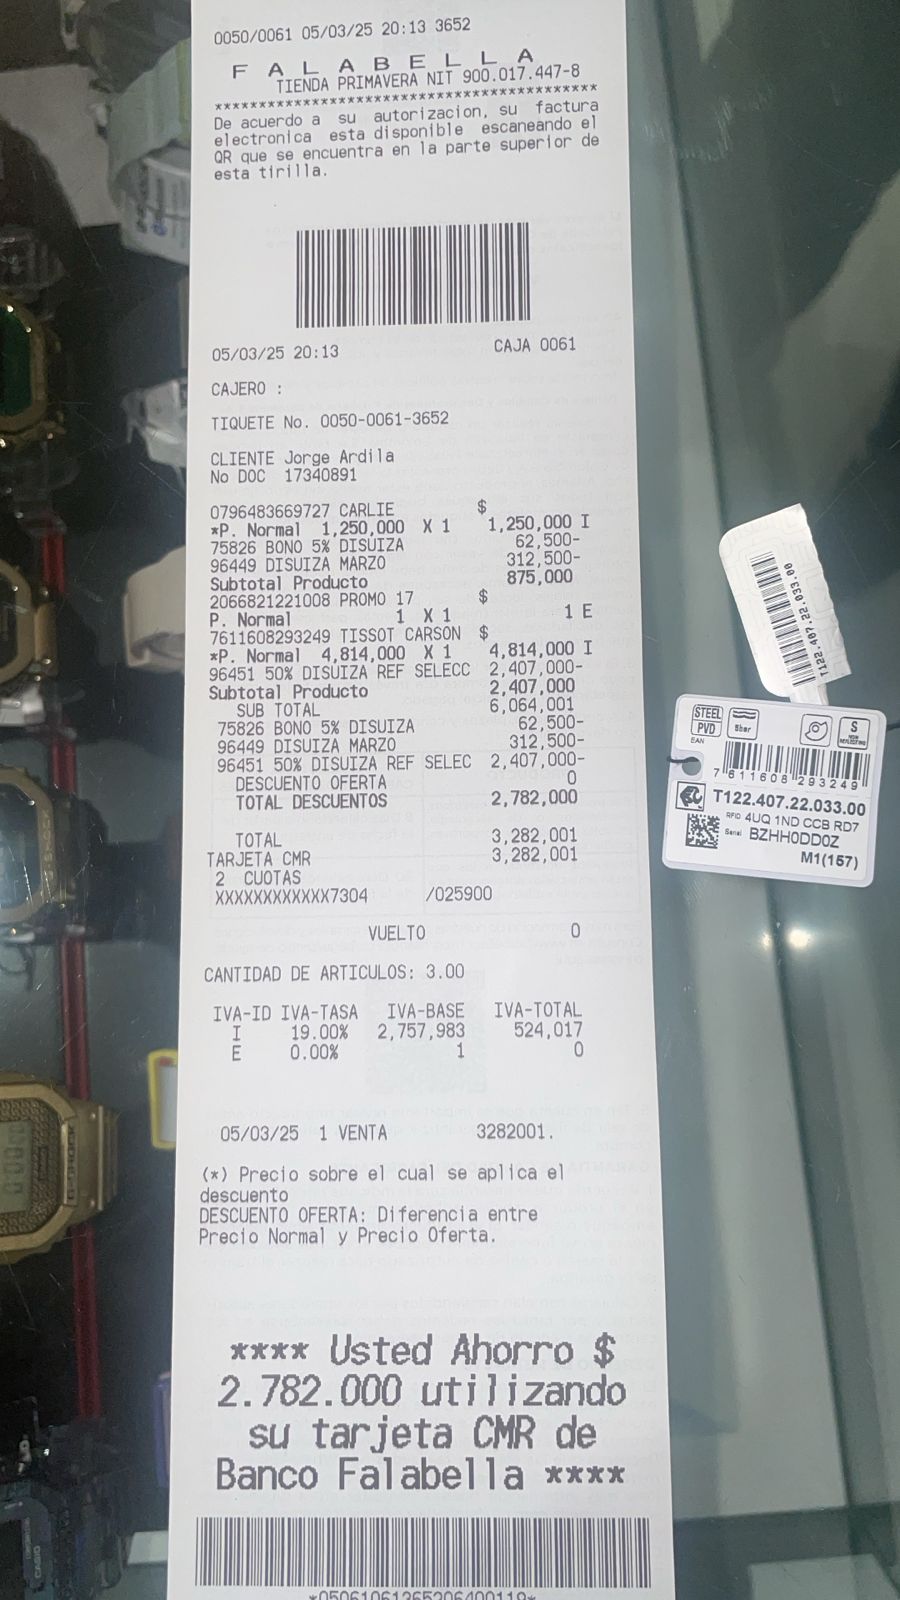 0050/0061 05/03/25 20:13 3652
F A L A B E L L A
TIENDA PRIMAVERA NIT 900.017.447-8
******************************************
De acuerdo a su autorizacion, su factura
electronica esta disponible escaneando el
QR que se encuentra en la parte superior de
esta tirilla.
05/03/25 20:13 CAJA 0061
CAJERO :
TIQUETE No. 0050-0061-3652
CLIENTE Jorge Ardila
No DOC 17340891
0796483669727 CARLIE $
*P. Normal 1,250,000 X 1 1,250,000 I
75826 BONO 5% DISUIZA 62,500-
96449 DISUIZA MARZO 312,500-
Subtotal Producto 875,000
2066821221008 PROMO 17 $
P. Normal 1 X 1 1 E
7611608293249 TISSOT CARSON $
*P. Normal 4,814,000 X 1 4,814,000 I
96451 50% DISUIZA REF SELECC 2,407,000-
Subtotal Producto 2,407,000
SUB TOTAL 6,064,001
75826 BONO 5% DISUIZA 62,500-
96449 DISUIZA MARZO 312,500-
96451 50% DISUIZA REF SELEC 2,407,000-
DESCUENTO OFERTA 0
TOTAL DESCUENTOS 2,782,000
TOTAL 3,282,001
TARJETA CMR 3,282,001
2 CUOTAS
XXXXXXXXXXXX7304 /025900
VUELTO 0
CANTIDAD DE ARTICULOS: 3.00
IVA-ID IVA-TASA IVA-BASE IVA-TOTAL
I 19.00% 2,757,983 524,017
E 0.00% 1 0
05/03/25 1 VENTA 3282001.
(*) Precio sobre el cual se aplica el
descuento
DESCUENTO OFERTA: Diferencia entre
Precio Normal y Precio Oferta.
**** Usted Ahorro $
2.782.000 utilizando
su tarjeta CMR de
Banco Falabella ****
T122.407.22.033.00
STEEL
PVD
5bar
S
EAN
7 611608 293249
T122.407.22.033.00
RFID 4UQ 1ND CCB RD7
Serial BZHH0DD0Z
M1(157)
G-SHOCK
CASIO